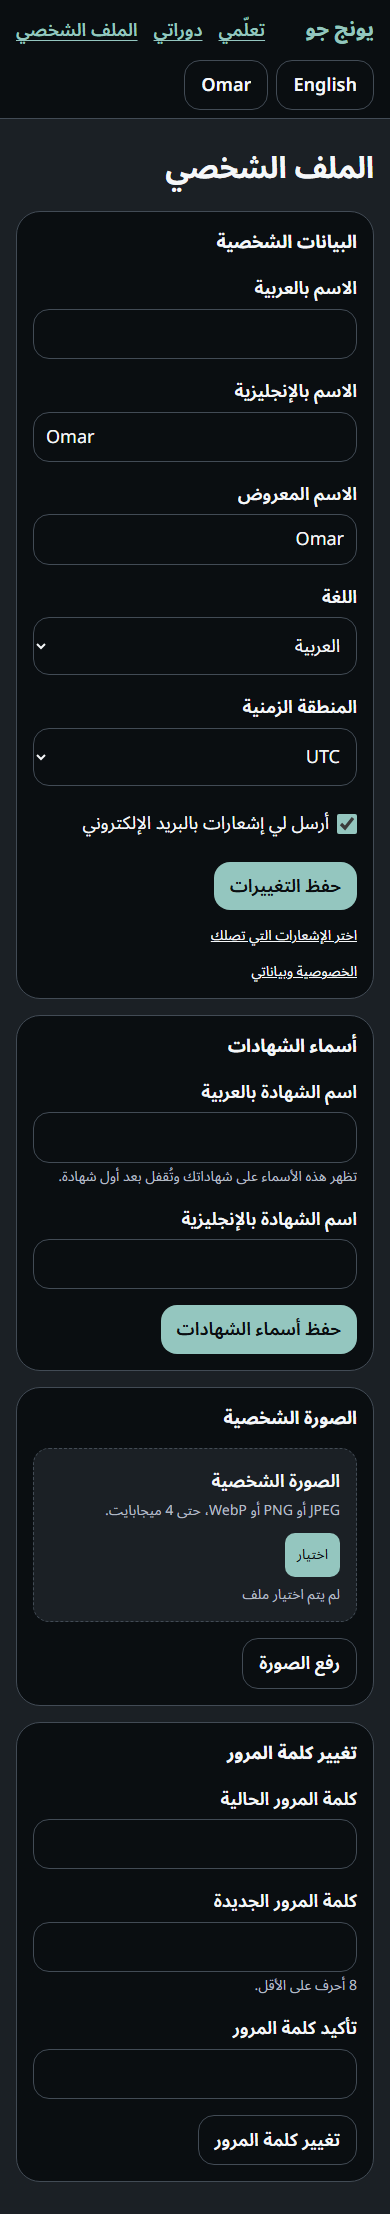 يونج جو
تعلّمي
دوراتي
الملف الشخصي
English
Omar
الملف الشخصي
البيانات الشخصية
الاسم بالعربية
الاسم بالإنجليزية
Omar
الاسم المعروض
Omar
اللغة
العربية
المنطقة الزمنية
UTC
أرسل لي إشعارات بالبريد الإلكتروني
حفظ التغييرات
اختر الإشعارات التي تصلك
الخصوصية وبياناتي
أسماء الشهادات
اسم الشهادة بالعربية
تظهر هذه الأسماء على شهاداتك وتُقفل بعد أول شهادة.
اسم الشهادة بالإنجليزية
حفظ أسماء الشهادات
الصورة الشخصية
الصورة الشخصية
JPEG أو PNG أو WebP، حتى 4 ميجابايت.
اختيار
لم يتم اختيار ملف
رفع الصورة
تغيير كلمة المرور
كلمة المرور الحالية
كلمة المرور الجديدة
8 أحرف على الأقل.
تأكيد كلمة المرور
تغيير كلمة المرور